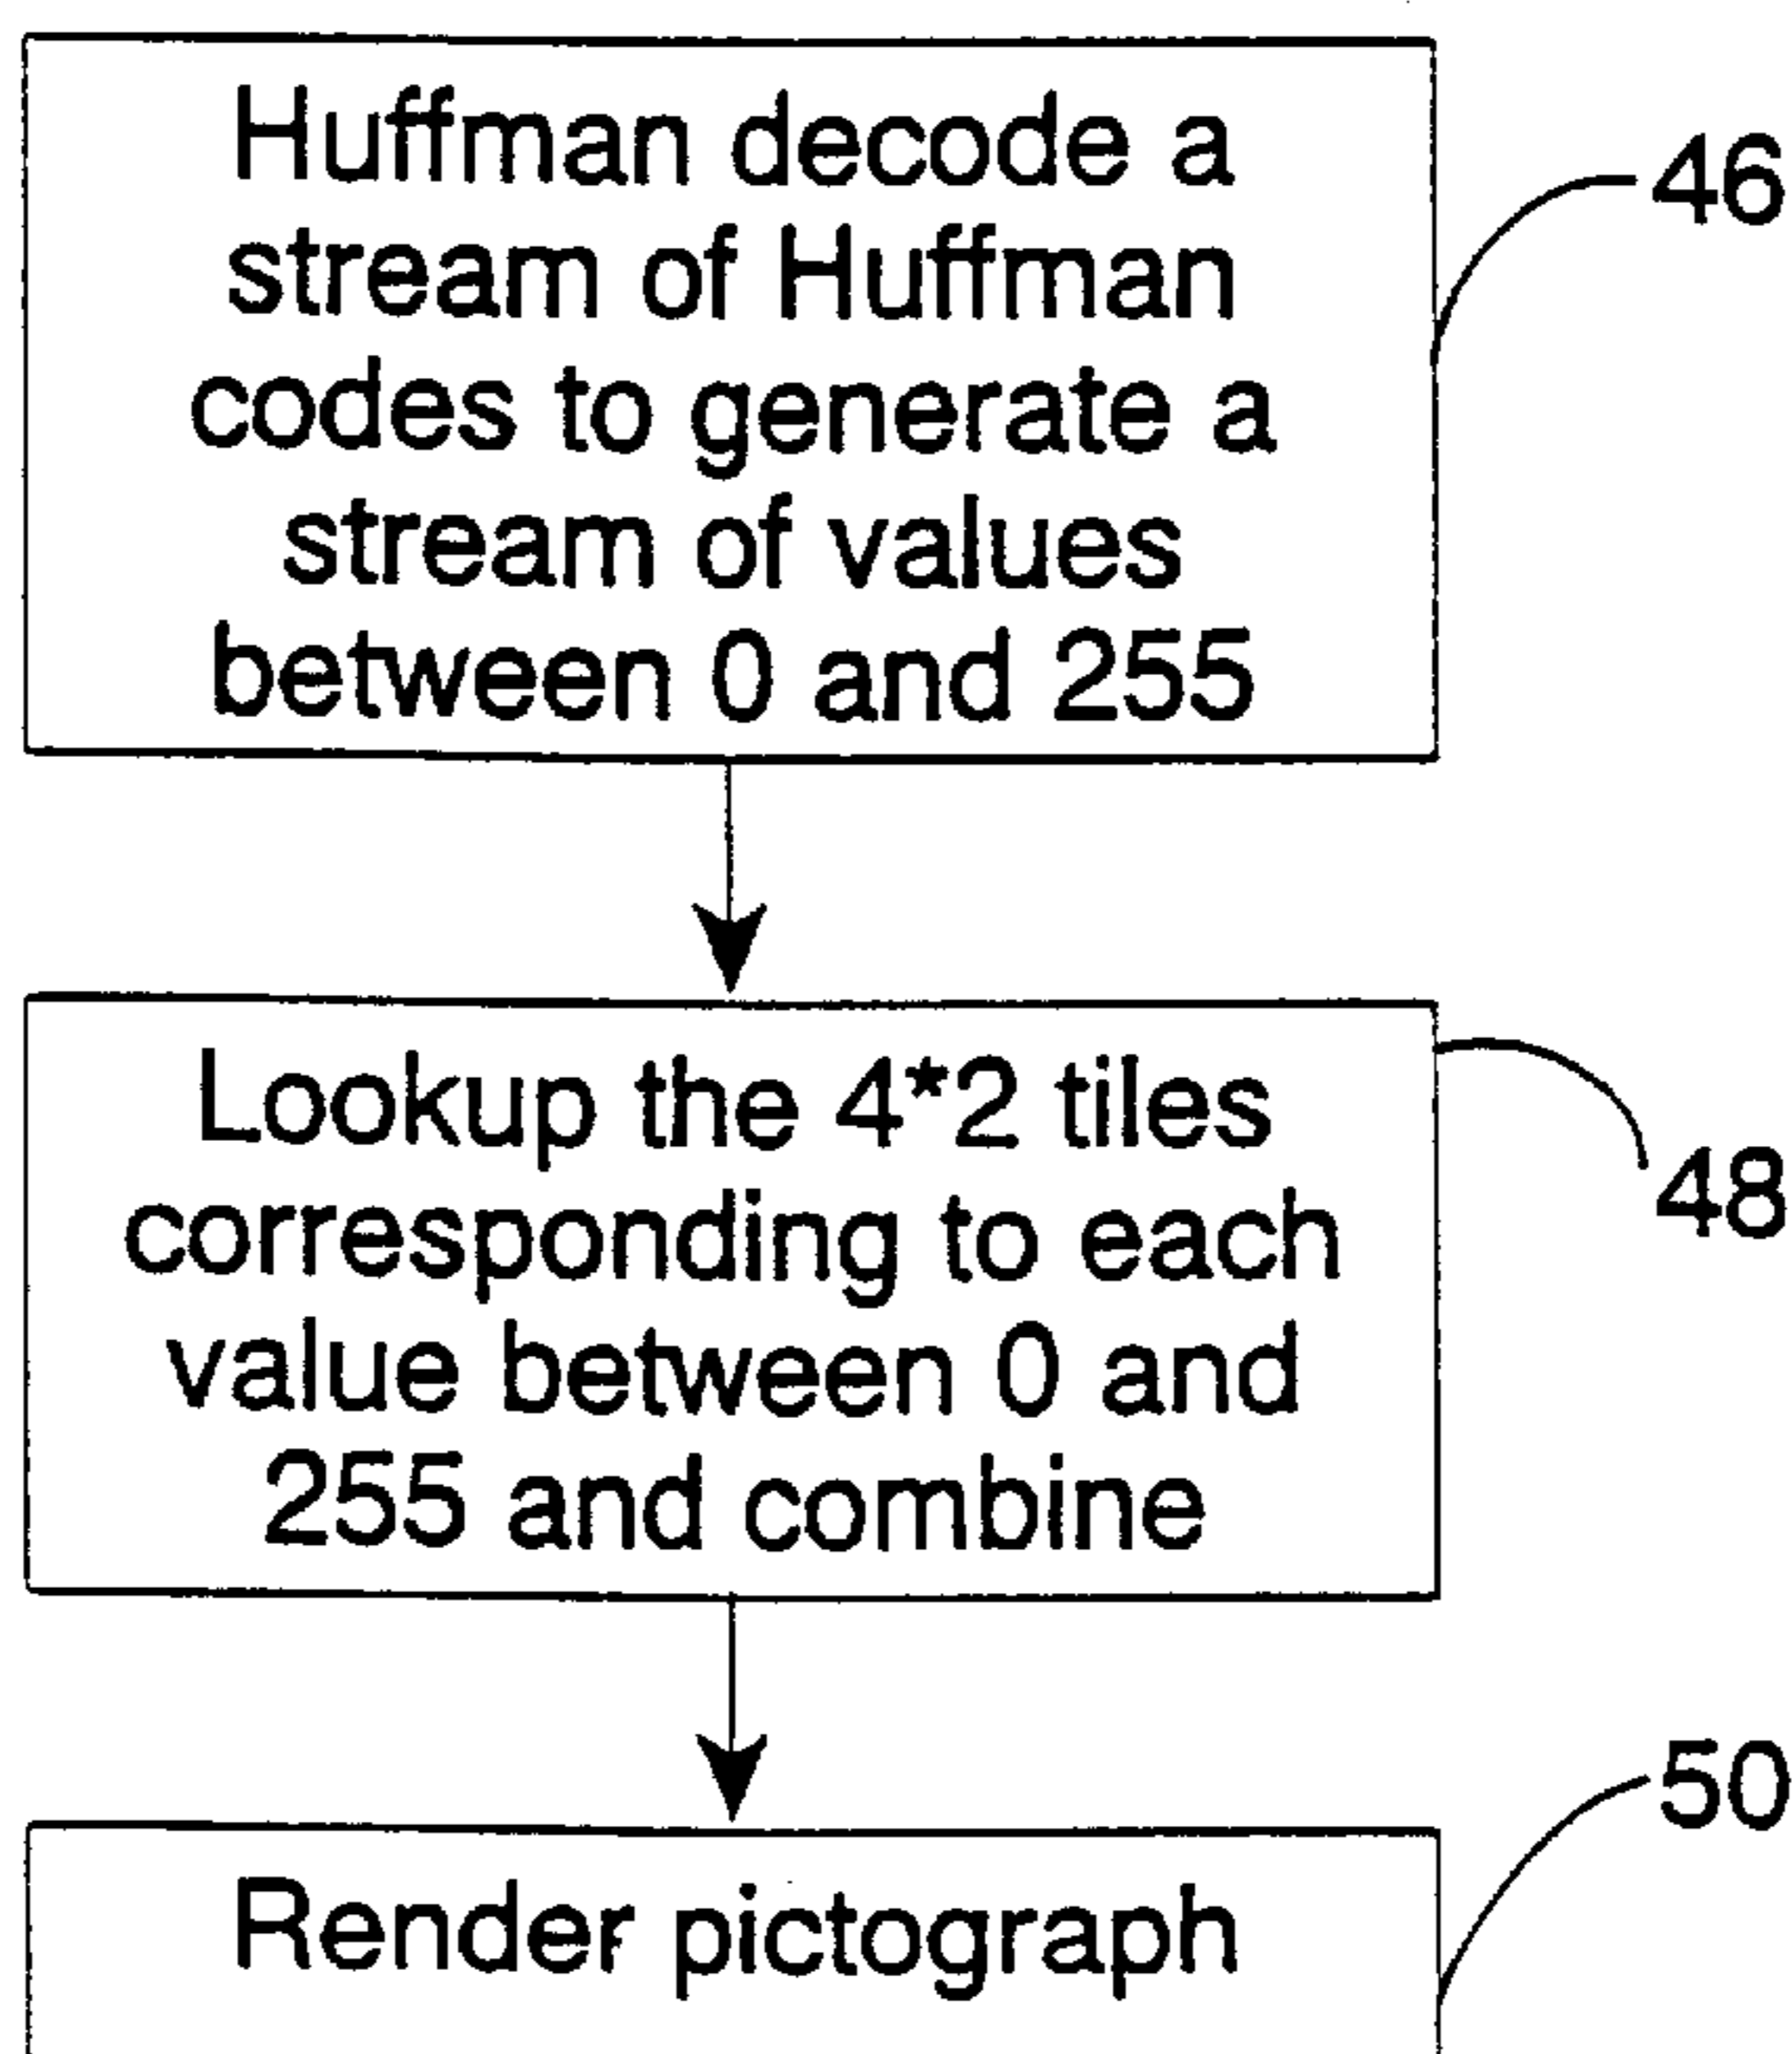 Huffman decode a
stream of Huffman
codes to generate a
stream of values
between 0 and 255
46
Lookup the 4*2 tiles
corresponding to each
value between 0 and
255 and combine
48
Render pictograph
50